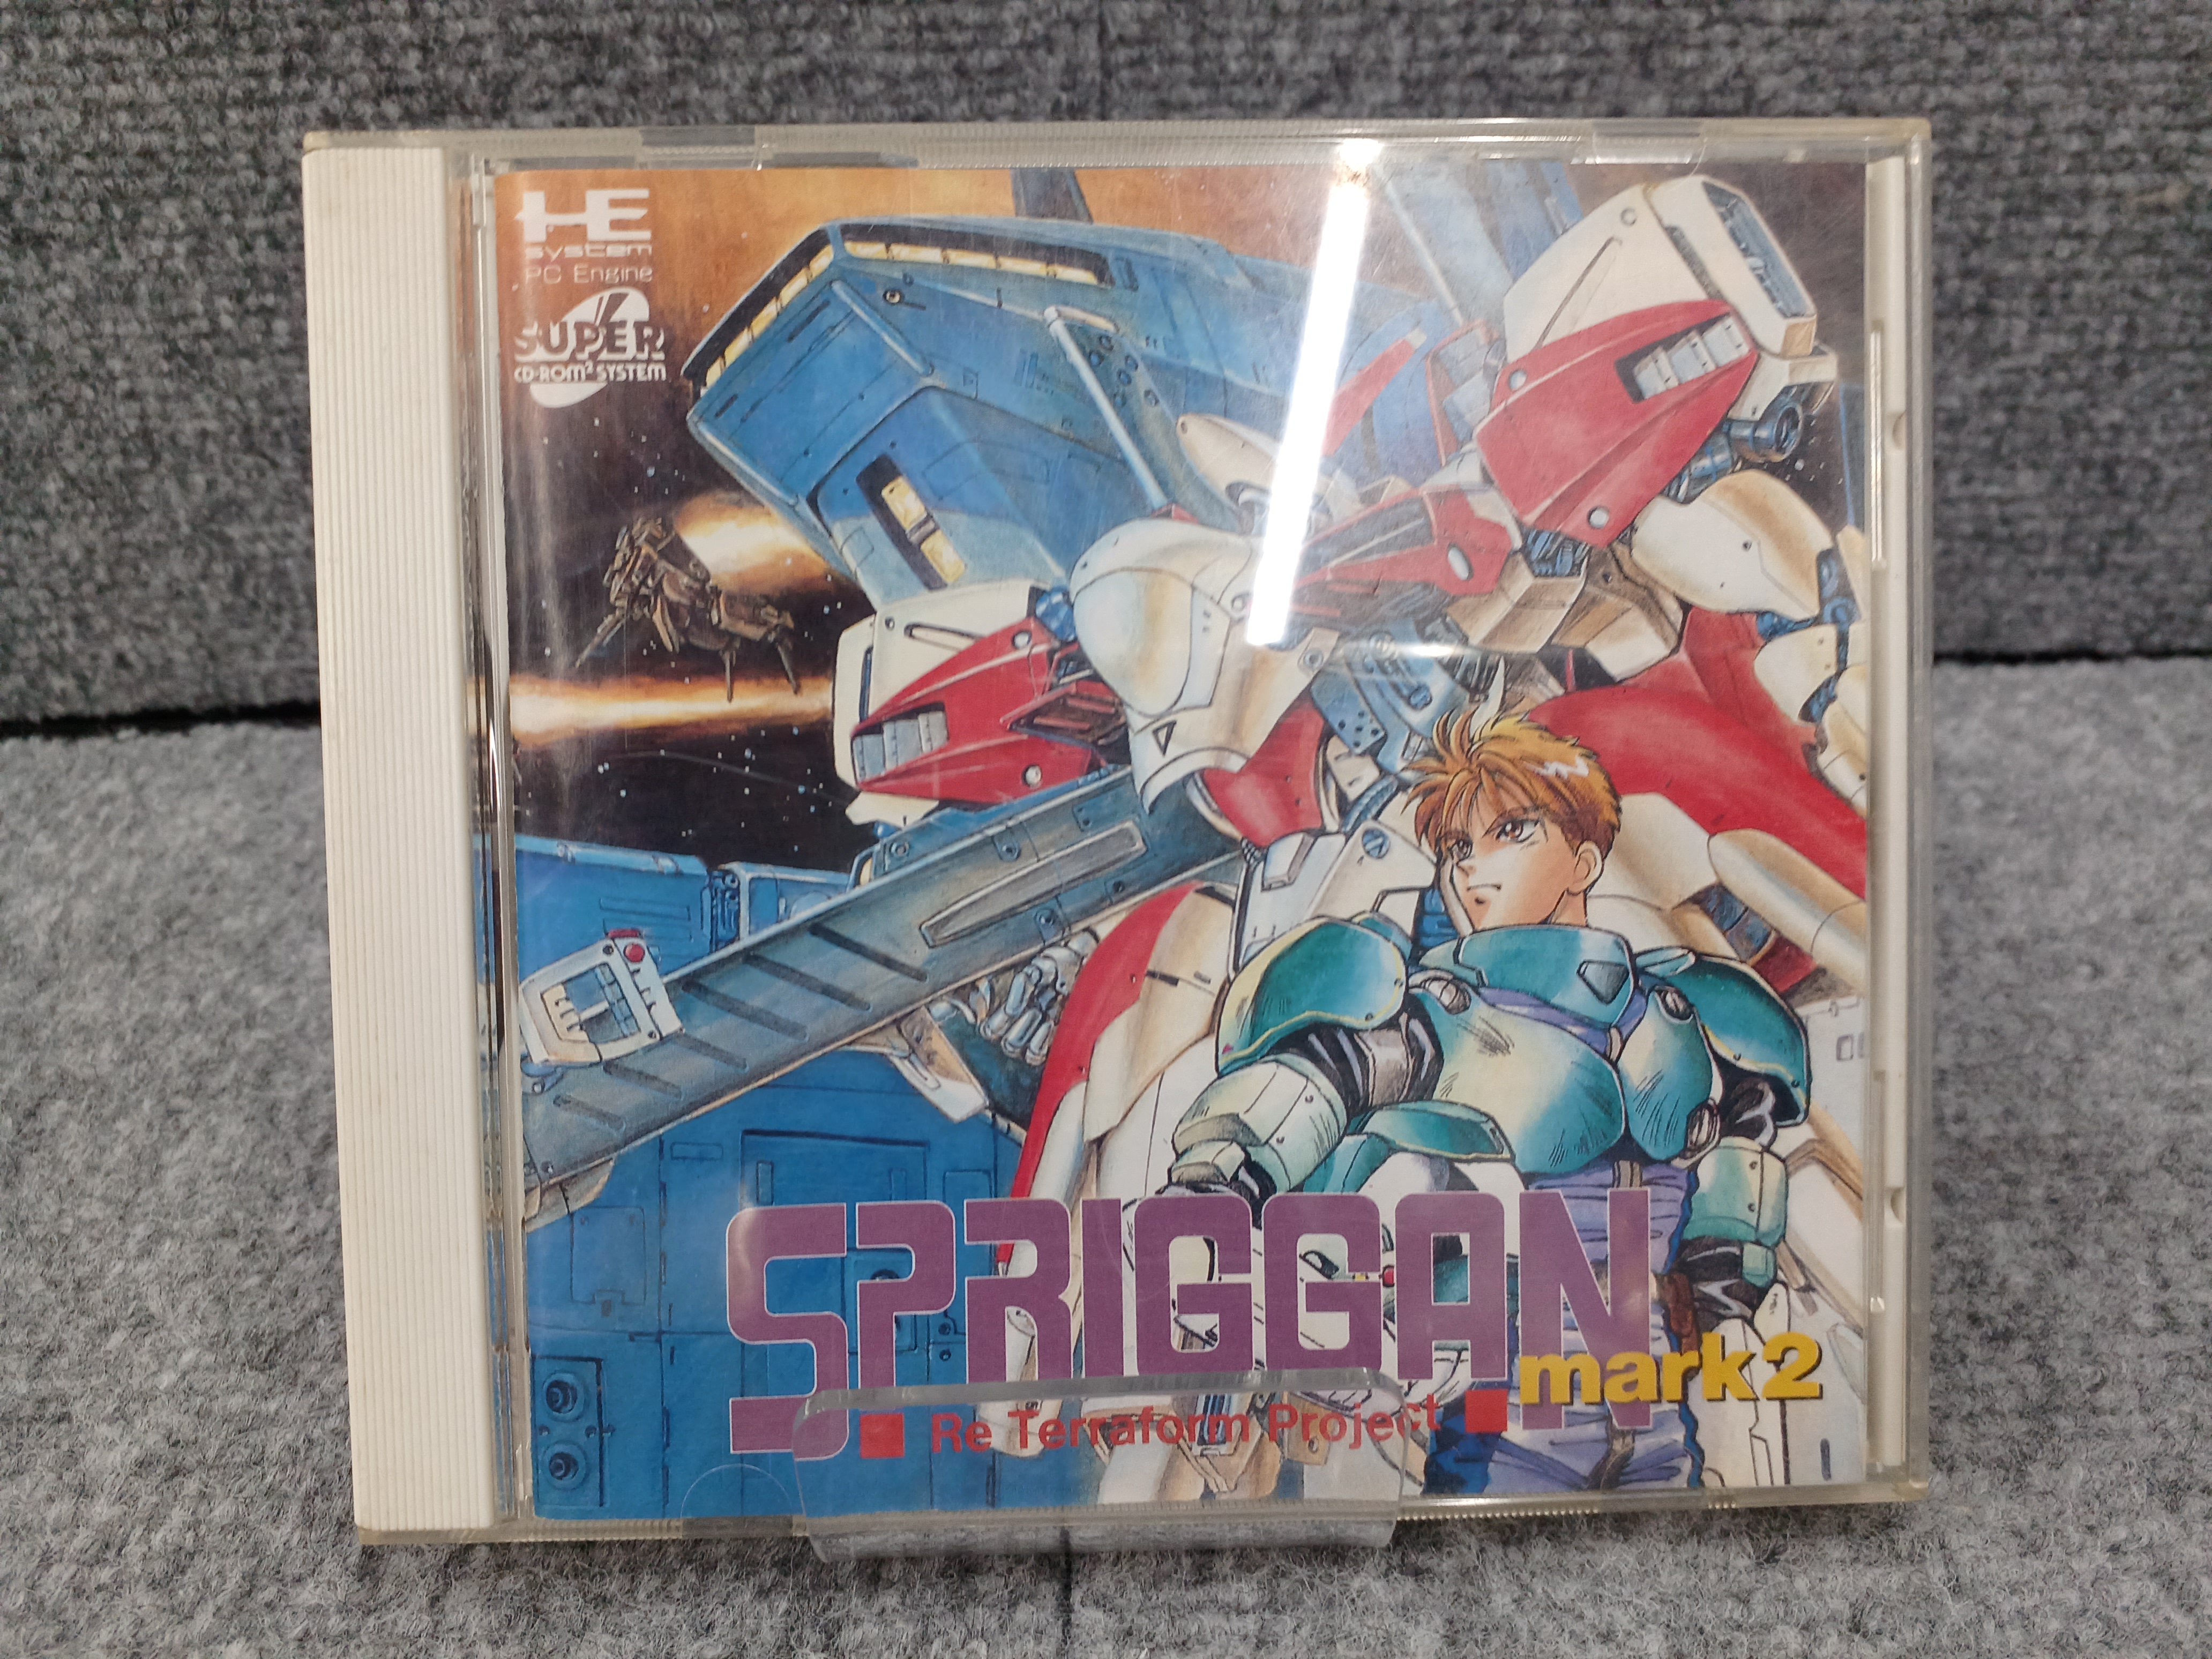 HE
system
PC Engine
SUPER
CD-ROM² SYSTEM
SPRIGGAN
mark2
Re Terraform Project